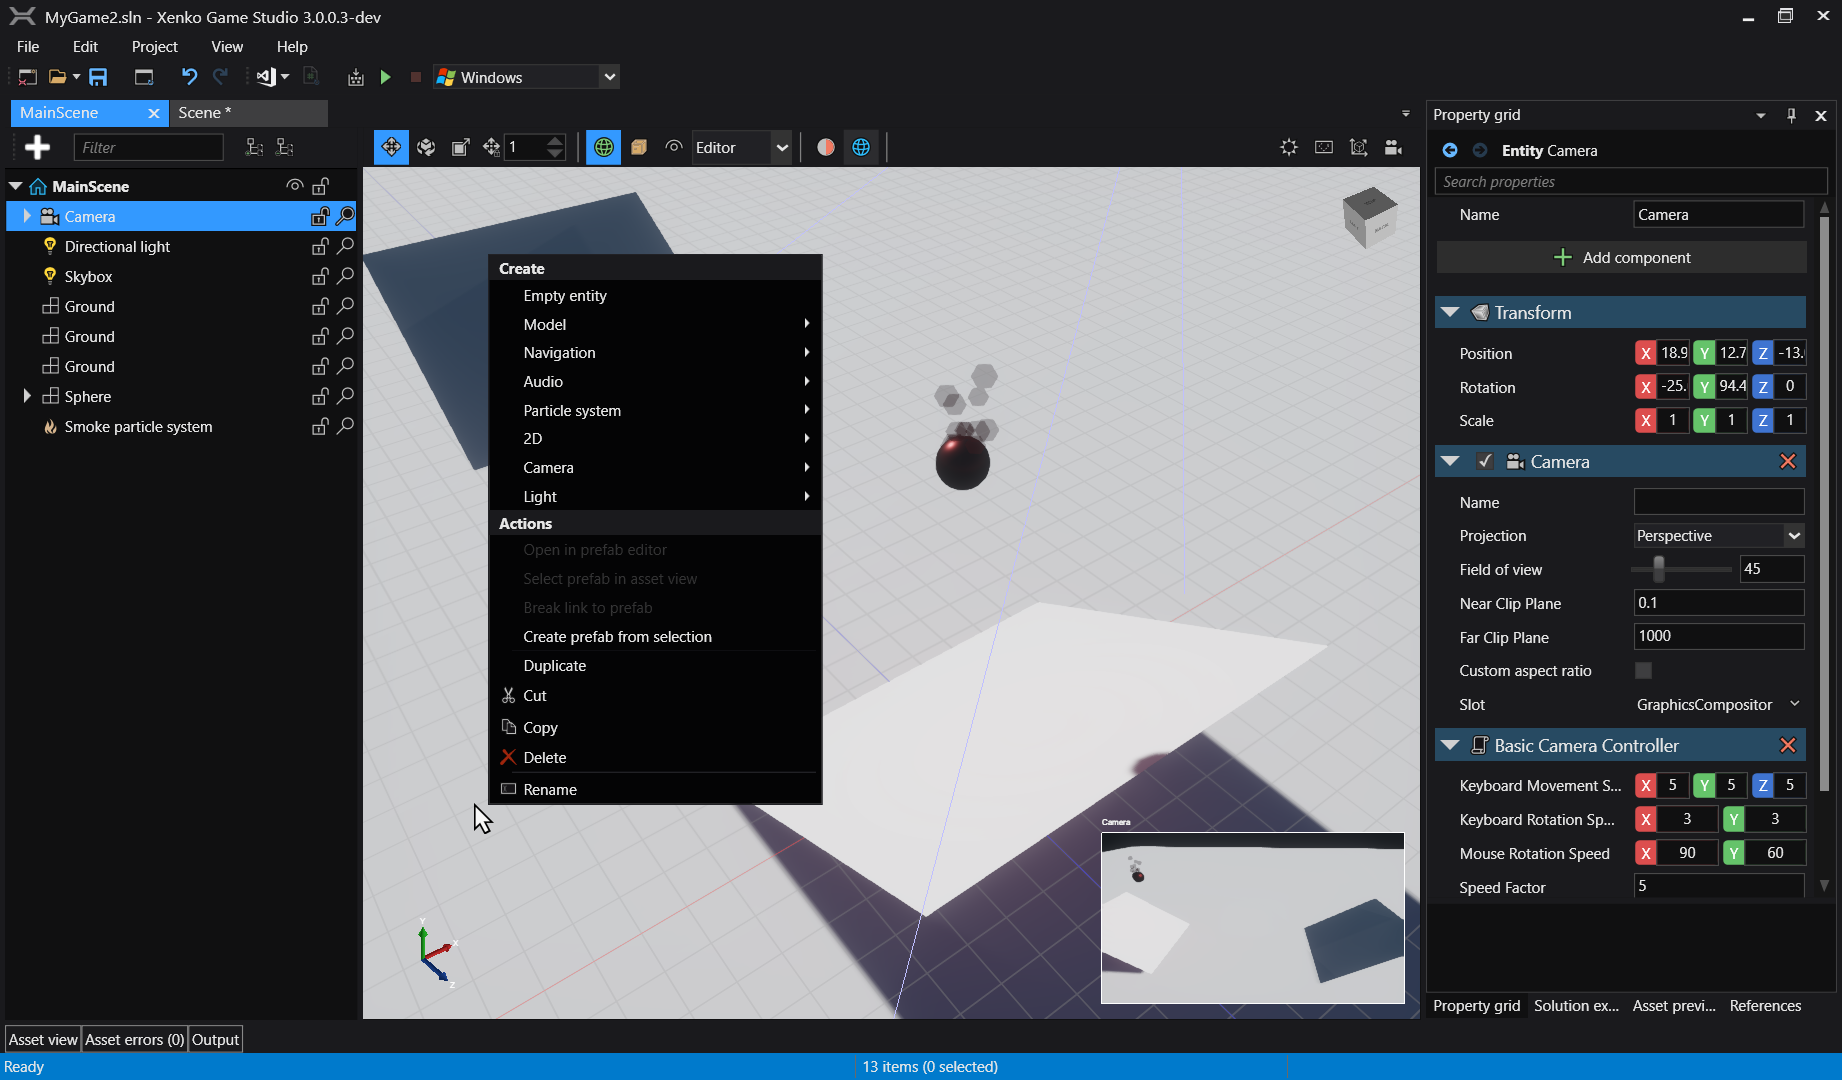 MyGame2.sln - Xenko Game Studio 3.0.0.3-dev
File Edit Project View Help
Windows
MainScene Scene *
Filter
1
Editor
MainScene
Camera
Directional light
Skybox
Ground
Ground
Ground
Sphere
Smoke particle system
Create
Empty entity
Model
Navigation
Audio
Particle system
2D
Camera
Light
Actions
Open in prefab editor
Select prefab in asset view
Break link to prefab
Create prefab from selection
Duplicate
Cut
Copy
Delete
Rename
Y
X
Z
Camera
Property grid
Entity Camera
Search properties
Name Camera
Add component
Transform
Position X 18.9 Y 12.7 Z -13.
Rotation X -25. Y 94.4 Z 0
Scale X 1 Y 1 Z 1
Camera
Name
Projection Perspective
Field of view 45
Near Clip Plane 0.1
Far Clip Plane 1000
Custom aspect ratio
Slot GraphicsCompositor
Basic Camera Controller
Keyboard Movement S... X 5 Y 5 Z 5
Keyboard Rotation Sp... X 3 Y 3
Mouse Rotation Speed X 90 Y 60
Speed Factor 5
Property grid Solution ex... Asset previ... References
Asset view Asset errors (0) Output
Ready 13 items (0 selected)